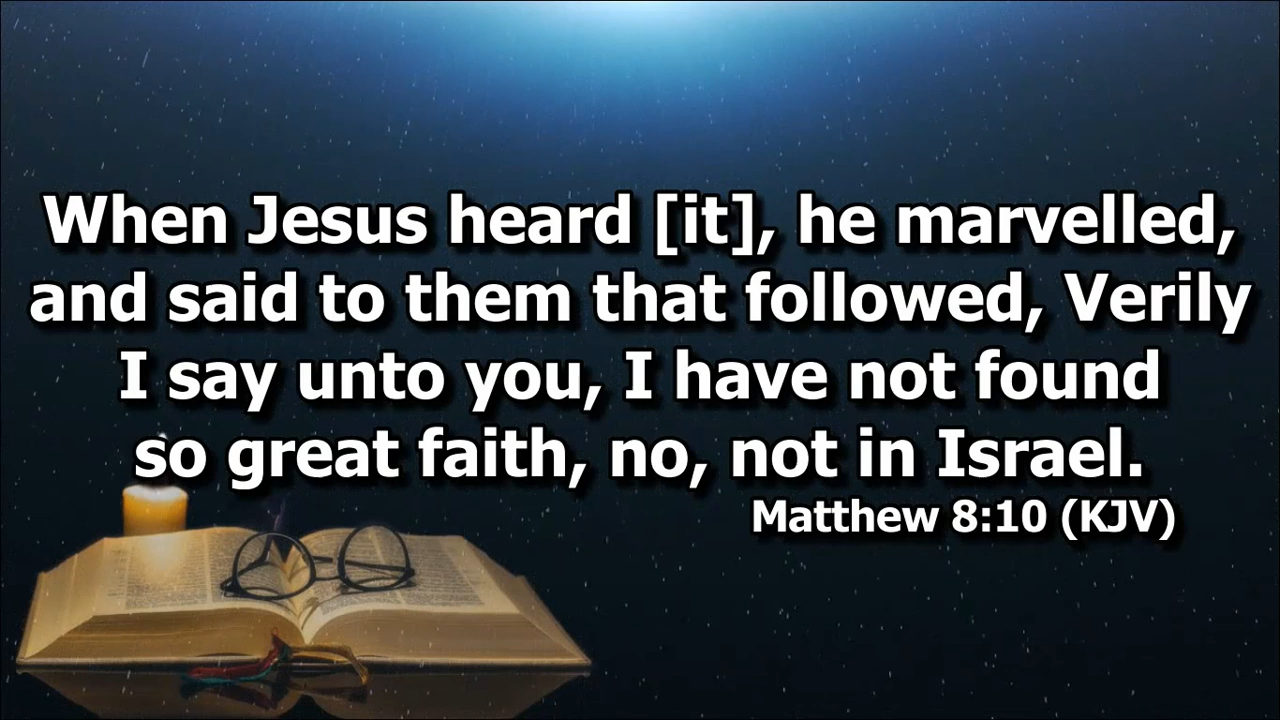 When Jesus heard [it], he marvelled,
and said to them that followed, Verily
I say unto you, I have not found
so great faith, no, not in Israel.
Matthew 8:10 (KJV)